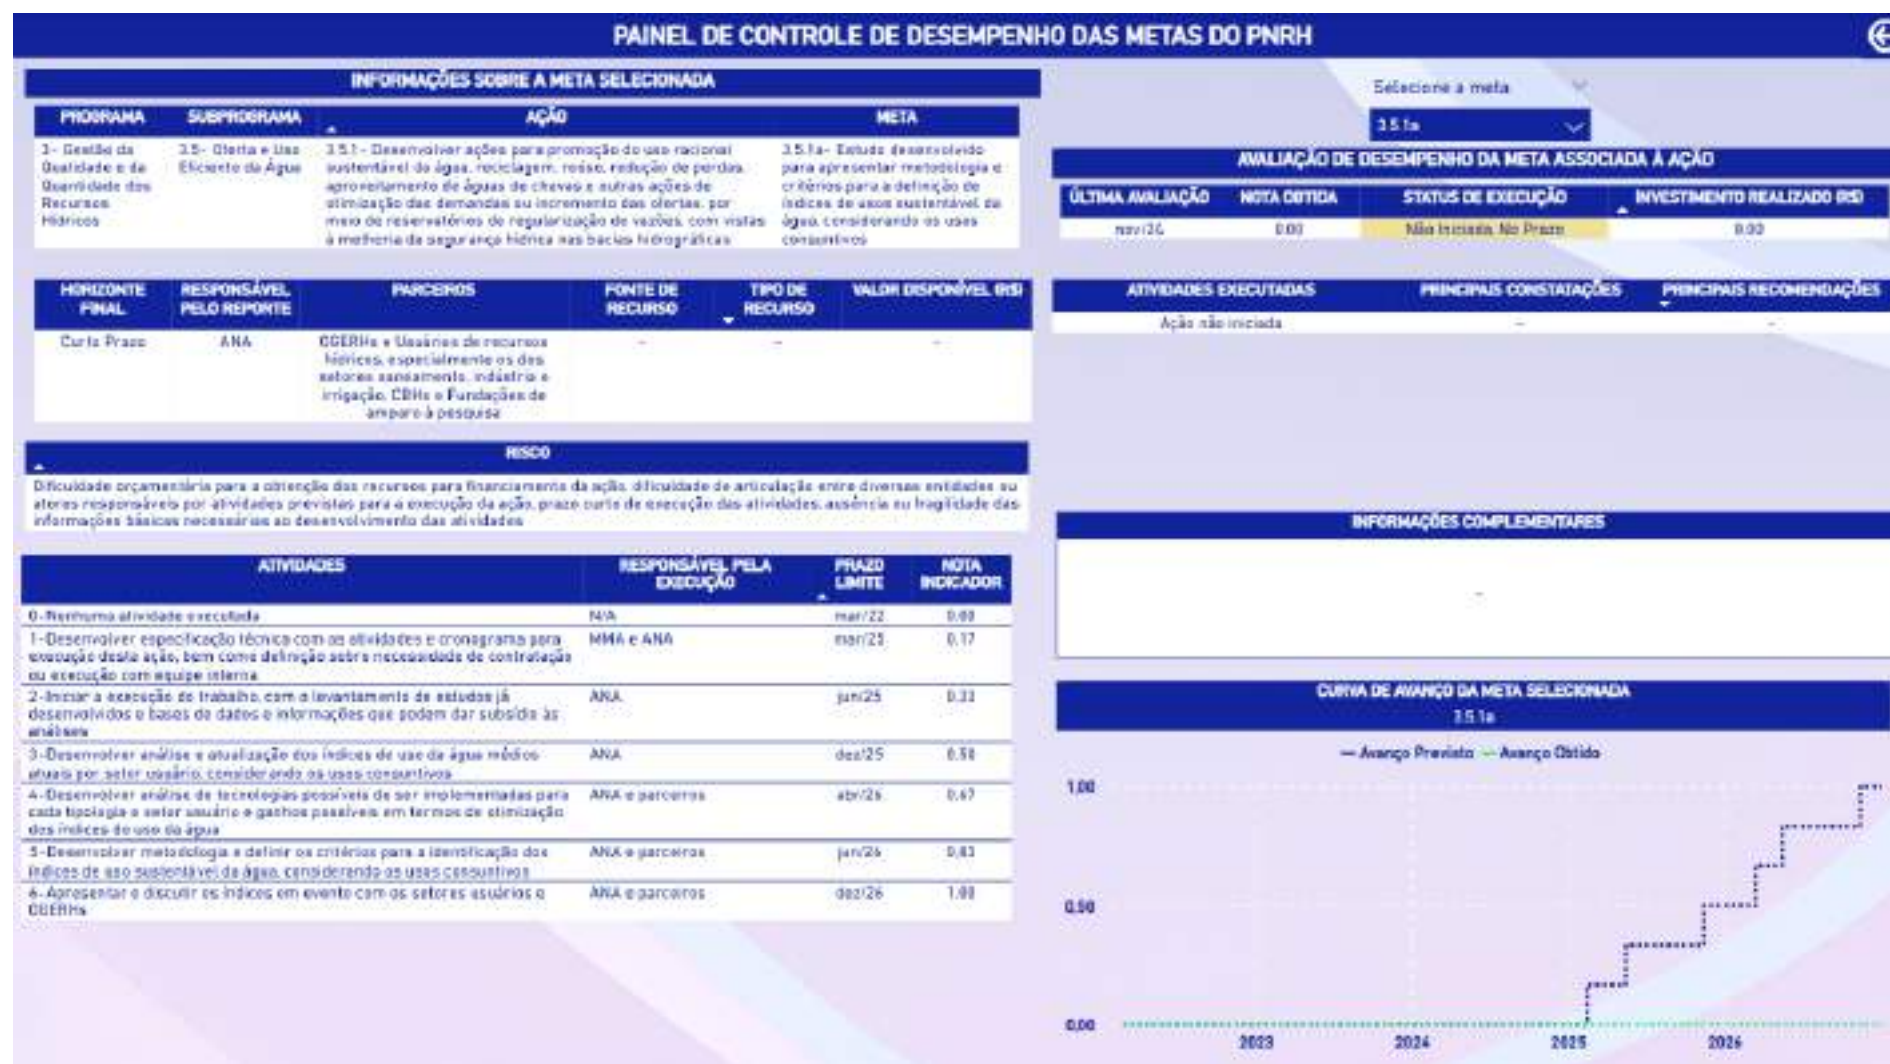 PAINEL DE CONTROLE DE DESEMPENHO DAS METAS DO PNRH
INFORMAÇÕES SOBRE A META SELECIONADA
PROGRAMA SUBPROGRAMA AÇÃO META
3- Gestão da Qualidade e da Quantidade dos Recursos Hídricos
3.5- Oferta e Uso Eficiente da Água
3.5.1- Desenvolver ações para promoção do uso racional
sustentável da água, reciclagem, reúso, redução de perdas,
aproveitamento de águas de chuvas e outras ações de
otimização das demandas ou incremento das ofertas, por
meio de reservatórios de regularização de vazões, com vistas
à melhoria da segurança hídrica nas bacias hidrográficas
3.5.1a- Estudo desenvolvido
para apresentar metodologia e
critérios para a definição de
índices de usos sustentável da
água, considerando os usos
consuntivos
HORIZONTE FINAL RESPONSÁVEL PELO REPORTE PARCEIROS FONTE DE RECURSO TIPO DE RECURSO VALOR DISPONÍVEL (R$)
Curto Prazo ANA
OGERHs e Usuários de recursos
hídricos, especialmente os dos
setores saneamento, indústria e
irrigação, CBHs e Fundações de
amparo à pesquisa
- - -
RISCO
Dificuldade orçamentária para a obtenção dos recursos para financiamento da ação, dificuldade de articulação entre diversas entidades ou
atores responsáveis por atividades previstas para a execução da ação, prazo curto de execução das atividades, ausência ou fragilidade das
informações básicas necessárias ao desenvolvimento das atividades
ATIVIDADES RESPONSÁVEL PELA EXECUÇÃO PRAZO LIMITE NOTA INDICADOR
0-Nenhuma atividade executada N/A mar/22 0.00
1-Desenvolver especificação técnica com as atividades e cronograma para MMA e ANA mar/25 0.17
execução desta ação, bem como definição sobre necessidade de contratação
ou execução com equipe interna
2-Iniciar a execução do trabalho, com o levantamento de estudos já ANA jun/25 0.33
desenvolvidos e bases de dados e informações que podem dar subsídio às
análises
3-Desenvolver análise e atualização dos índices de uso da água médios ANA dez/25 0.50
atuais por setor usuário, considerando os usos consuntivos
4-Desenvolver análise de tecnologias possíveis de ser implementadas para ANA e parceiros abr/26 0.67
cada tipologia e setor usuário e ganhos possíveis em termos de otimização
dos índices do uso da água
5-Desenvolver metodologia e definir os critérios para a identificação dos ANA e parceiros jun/26 0.83
índices de uso sustentável da água, considerando os usos consuntivos
6-Apresentar e discutir os índices em evento com os setores usuários e ANA e parceiros dez/26 1.00
OGERHs
Selecione a meta
3.5.1a
AVALIAÇÃO DE DESEMPENHO DA META ASSOCIADA À AÇÃO
ÚLTIMA AVALIAÇÃO NOTA OBTIDA STATUS DE EXECUÇÃO INVESTIMENTO REALIZADO (R$)
nov/24 0.00 Não Iniciada, No Prazo 0.00
ATIVIDADES EXECUTADAS PRINCIPAIS CONSTATAÇÕES PRINCIPAIS RECOMENDAÇÕES
Ação não iniciada - -
INFORMAÇÕES COMPLEMENTARES
-
CURVA DE AVANÇO DA META SELECIONADA
3.5.1a
Avanço Previsto Avanço Obtido
1,00
0,50
0,00
2023 2024 2025 2026